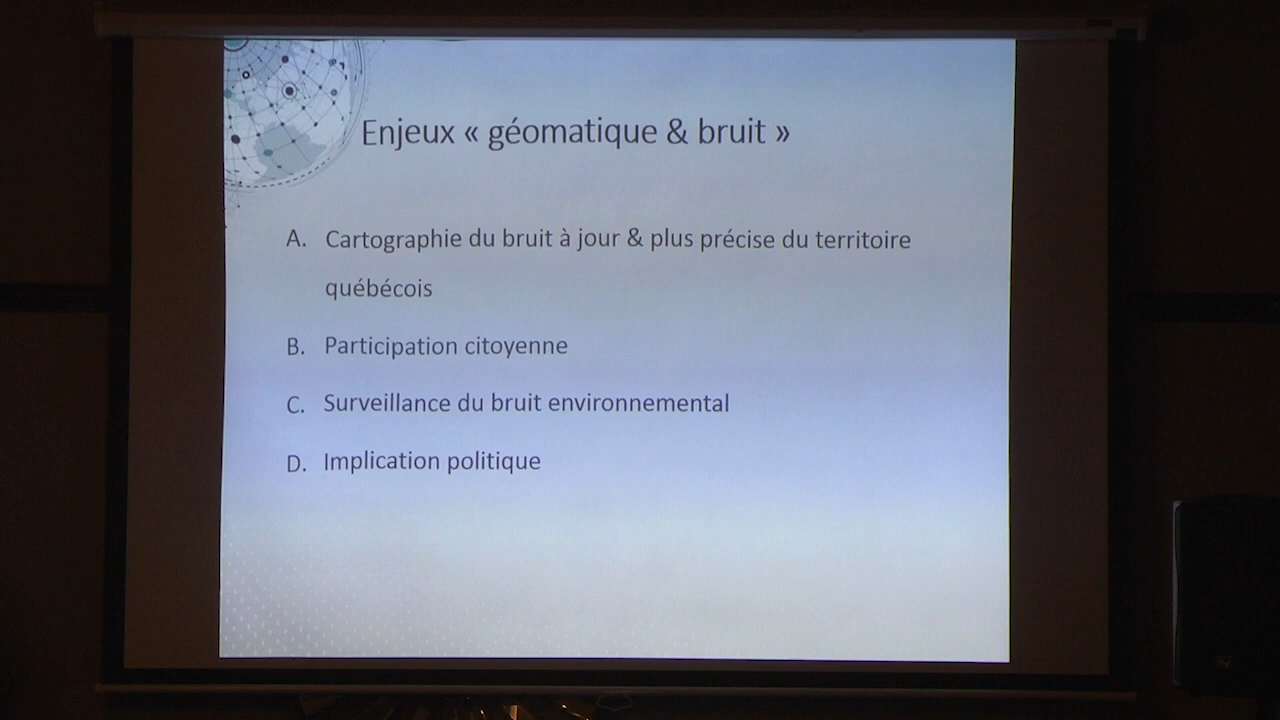 Enjeux « géomatique & bruit »
A. Cartographie du bruit à jour & plus précise du territoire
québécois
B. Participation citoyenne
C. Surveillance du bruit environnemental
D. Implication politique